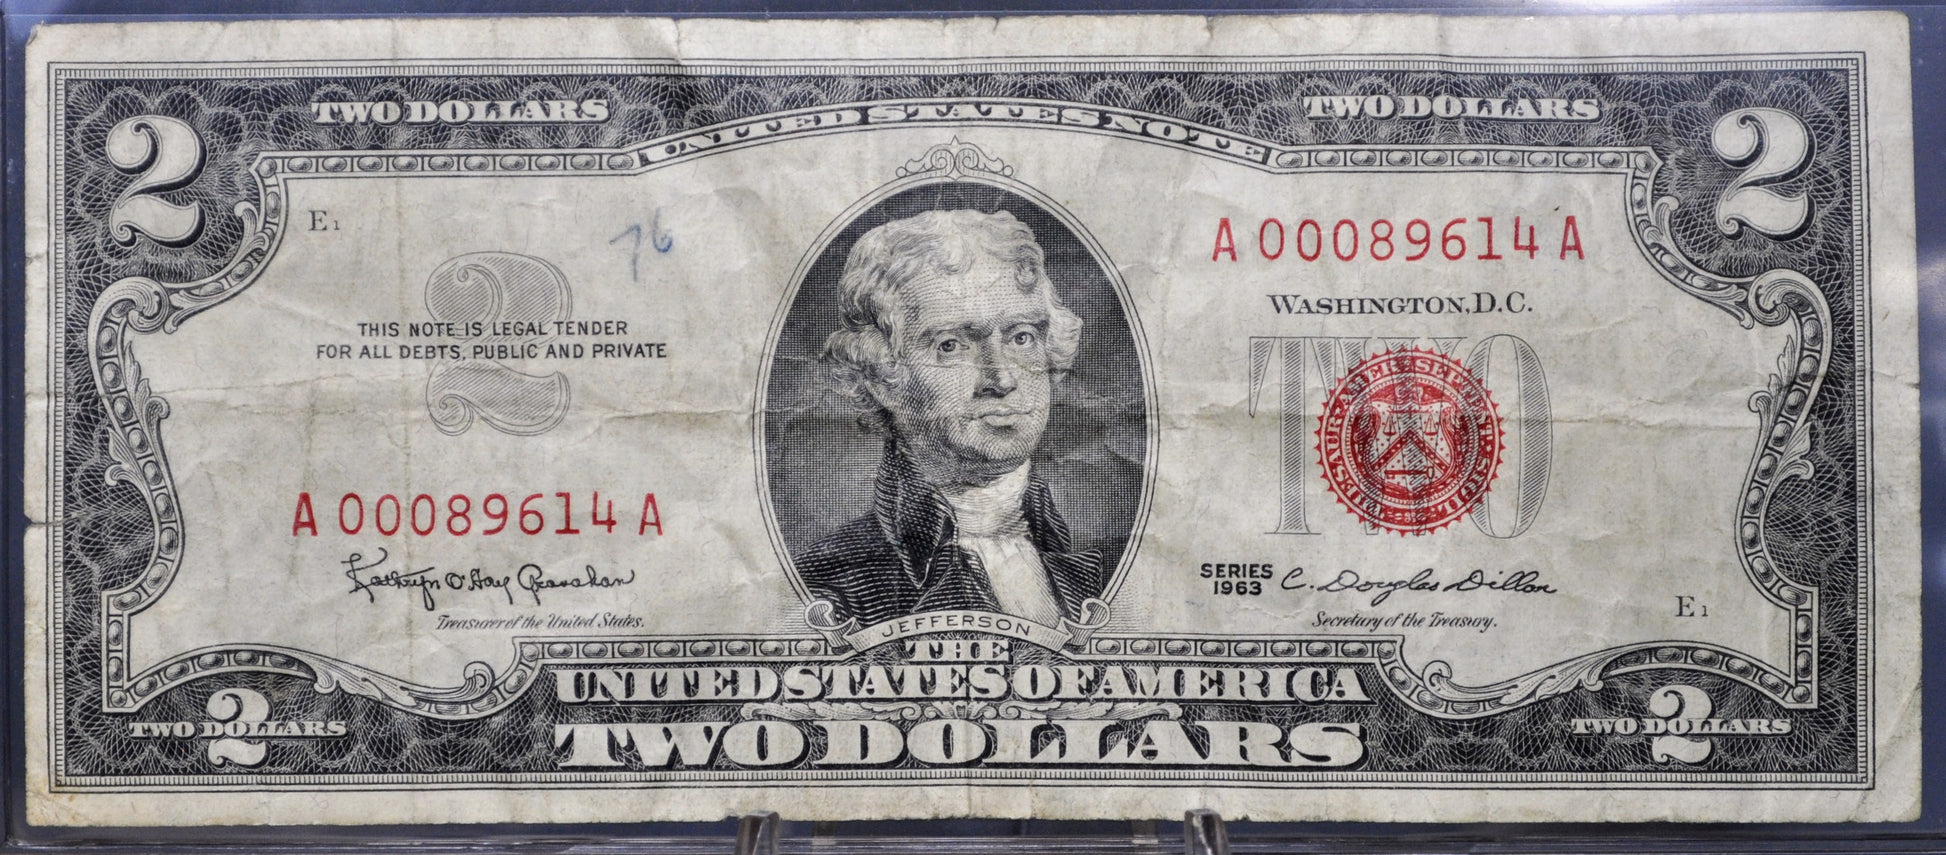 2 TWO DOLLARS UNITED STATES NOTE TWO DOLLARS 2
E1
76
A 00089614 A
WASHINGTON, D.C.
2
THIS NOTE IS LEGAL TENDER
FOR ALL DEBTS, PUBLIC AND PRIVATE
TWO
A 00089614 A
Kathryn O'Hay Granahan
Treasurer of the United States.
SERIES
1963
C. Douglas Dillon
Secretary of the Treasury.
E1
JEFFERSON
THE
UNITED STATES OF AMERICA
TWO DOLLARS
TWO DOLLARS
2
TWO DOLLARS
2